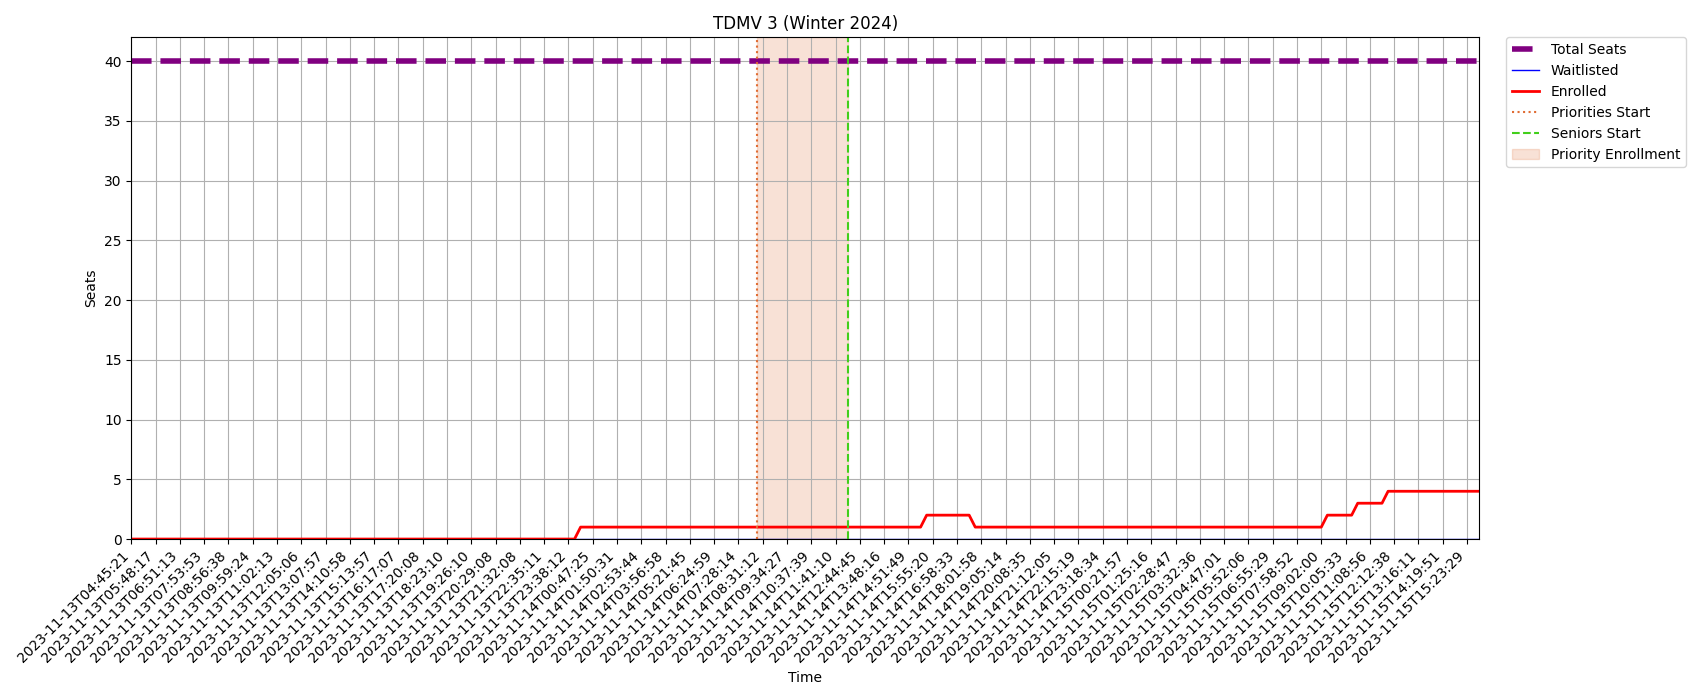 TDMV 3 (Winter 2024)
Total Seats
Waitlisted
Enrolled
Priorities Start
Seniors Start
Priority Enrollment
Seats
40
35
30
25
20
15
10
5
0
2023-11-13T04:45:21
2023-11-13T05:48:17
2023-11-13T06:51:13
2023-11-13T07:53:53
2023-11-13T08:56:38
2023-11-13T09:59:24
2023-11-13T11:02:13
2023-11-13T12:05:06
2023-11-13T13:07:57
2023-11-13T14:10:58
2023-11-13T15:13:57
2023-11-13T16:17:07
2023-11-13T17:20:08
2023-11-13T18:23:10
2023-11-13T19:26:10
2023-11-13T20:29:08
2023-11-13T21:32:08
2023-11-13T22:35:11
2023-11-13T23:38:12
2023-11-14T00:47:25
2023-11-14T01:50:31
2023-11-14T02:53:44
2023-11-14T03:56:58
2023-11-14T05:21:45
2023-11-14T06:24:59
2023-11-14T07:28:14
2023-11-14T08:31:12
2023-11-14T09:34:27
2023-11-14T10:37:39
2023-11-14T11:41:10
2023-11-14T12:44:45
2023-11-14T13:48:16
2023-11-14T14:51:49
2023-11-14T15:55:20
2023-11-14T16:58:33
2023-11-14T18:01:58
2023-11-14T19:05:14
2023-11-14T20:08:35
2023-11-14T21:12:05
2023-11-14T22:15:19
2023-11-14T23:18:34
2023-11-15T00:21:57
2023-11-15T01:25:16
2023-11-15T02:28:47
2023-11-15T03:32:36
2023-11-15T04:47:01
2023-11-15T05:52:06
2023-11-15T06:55:29
2023-11-15T07:58:52
2023-11-15T09:02:00
2023-11-15T10:05:33
2023-11-15T11:08:56
2023-11-15T12:12:38
2023-11-15T13:16:11
2023-11-15T14:19:51
2023-11-15T15:23:29
Time